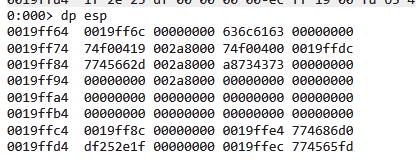 0:000> dp esp
0019ff64 0019ff6c 00000000 636c6163 00000000
0019ff74 74f00419 002a8000 74f00400 0019ffdc
0019ff84 7745662d 002a8000 a8734373 00000000
0019ff94 00000000 002a8000 00000000 00000000
0019ffa4 00000000 00000000 00000000 00000000
0019ffb4 00000000 00000000 00000000 00000000
0019ffc4 0019ff8c 00000000 0019ffe4 774686d0
0019ffd4 df252e1f 00000000 0019ffec 774565fd